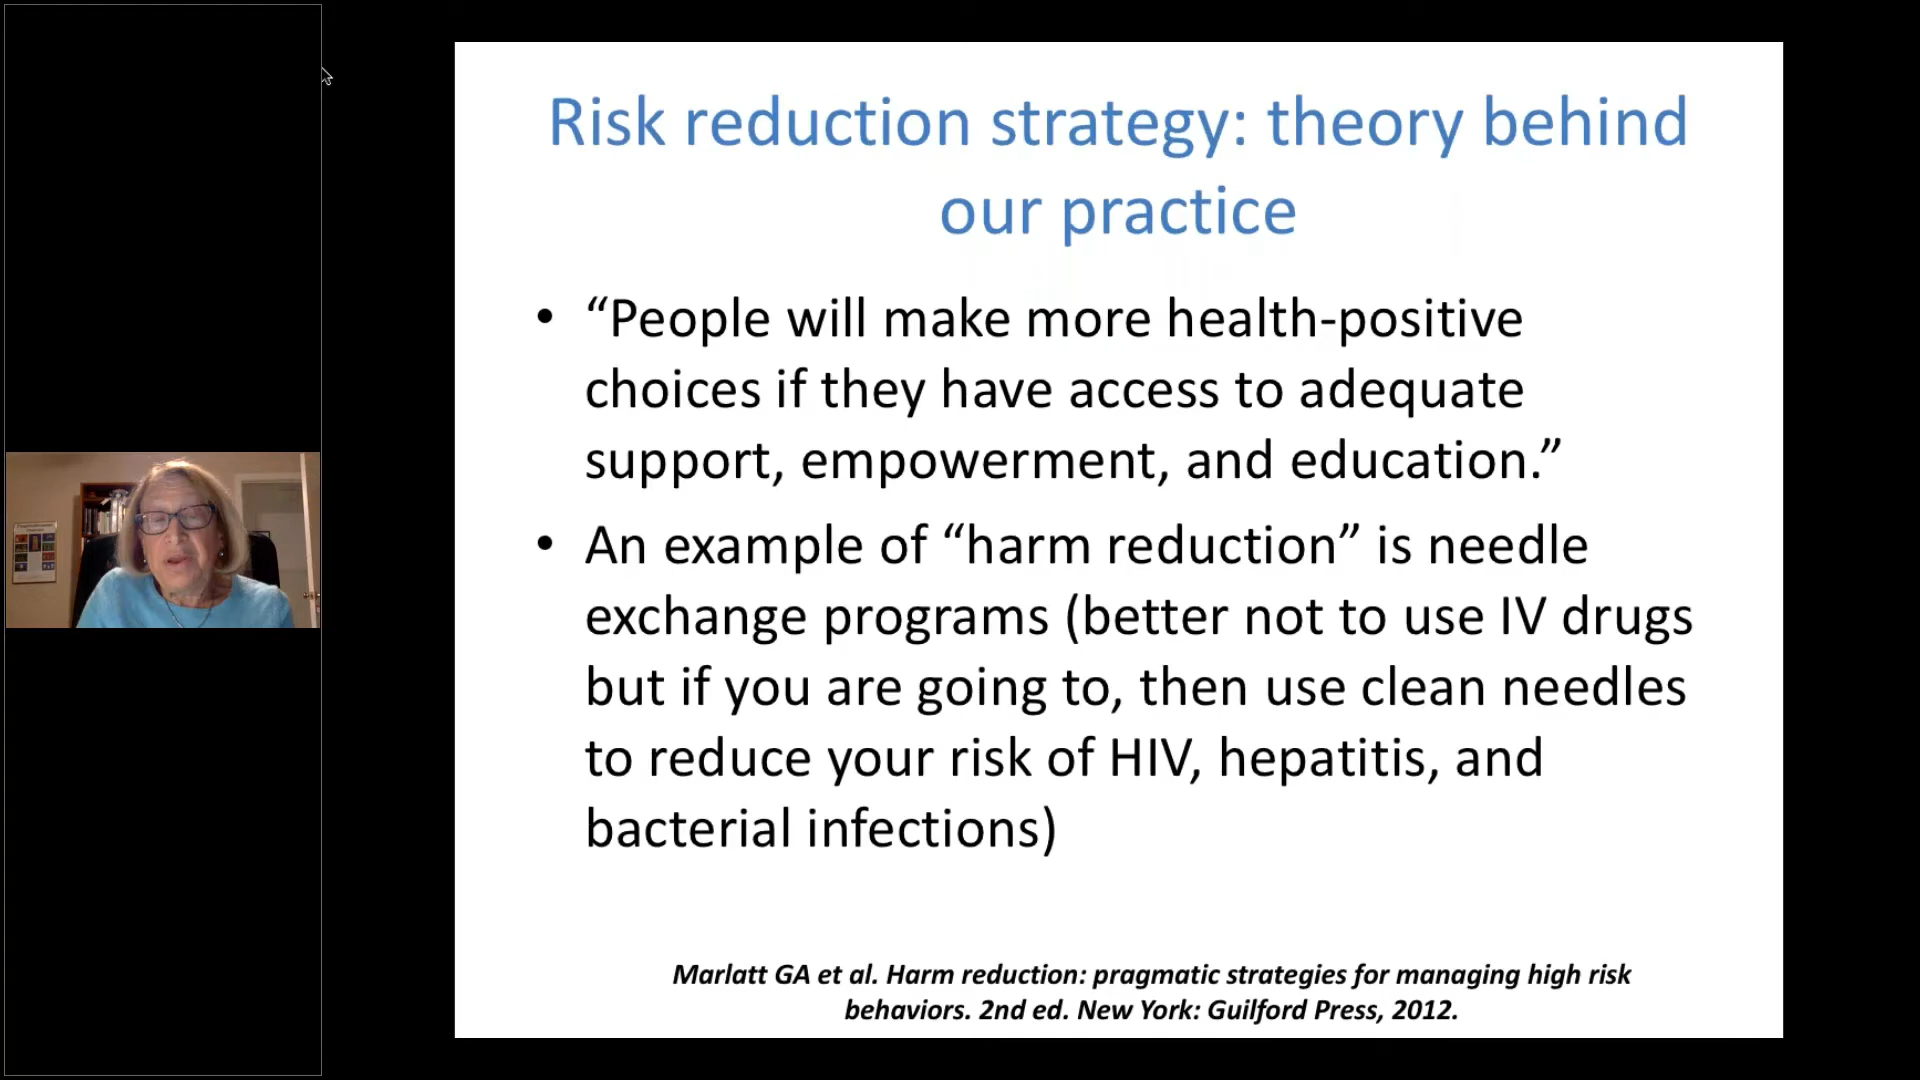 Risk reduction strategy: theory behind
our practice
• “People will make more health-positive
choices if they have access to adequate
support, empowerment, and education.”
• An example of “harm reduction” is needle
exchange programs (better not to use IV drugs
but if you are going to, then use clean needles
to reduce your risk of HIV, hepatitis, and
bacterial infections)
Marlatt GA et al. Harm reduction: pragmatic strategies for managing high risk
behaviors. 2nd ed. New York: Guilford Press, 2012.